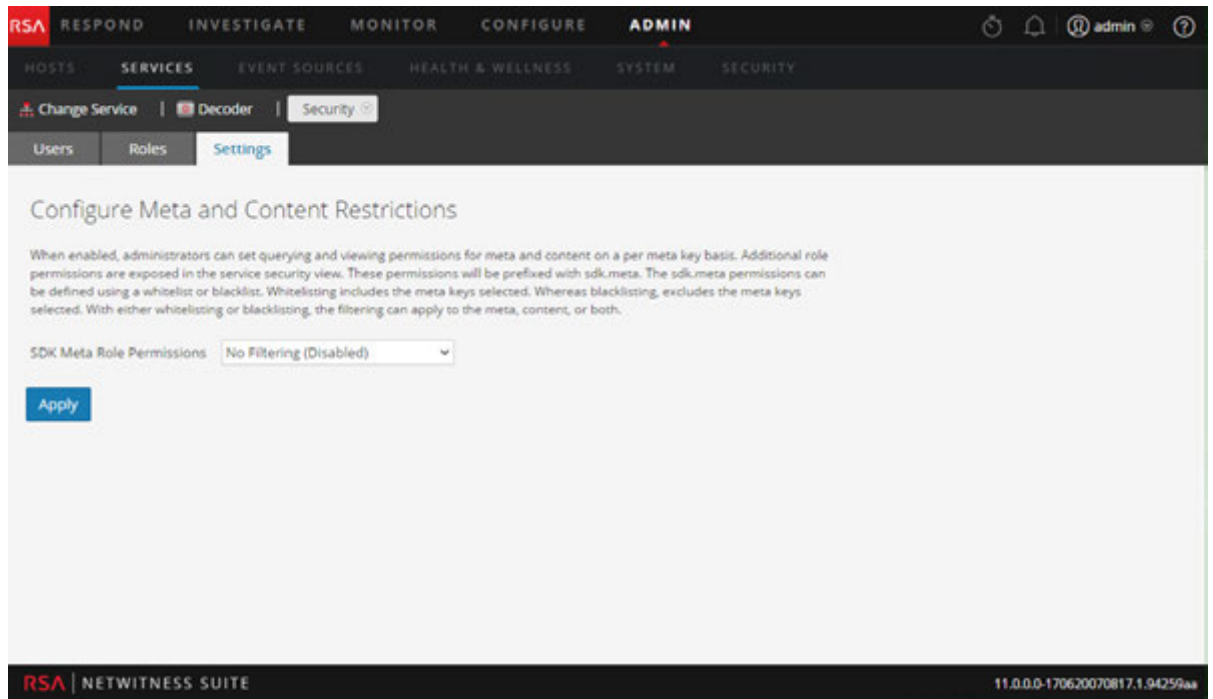 RSA RESPOND INVESTIGATE MONITOR CONFIGURE ADMIN admin
HOSTS SERVICES EVENT SOURCES HEALTH & WELLNESS SYSTEM SECURITY
Change Service | Decoder | Security
Users Roles Settings
Configure Meta and Content Restrictions
When enabled, administrators can set querying and viewing permissions for meta and content on a per meta key basis. Additional role
permissions are exposed in the service security view. These permissions will be prefixed with sdk.meta. The sdk.meta permissions can
be defined using a whitelist or blacklist. Whitelisting includes the meta keys selected. Whereas blacklisting, excludes the meta keys
selected. With either whitelisting or blacklisting, the filtering can apply to the meta, content, or both.
SDK Meta Role Permissions No Filtering (Disabled)
Apply
RSA | NETWITNESS SUITE 11.0.0.0-170620070817.1.94259aa